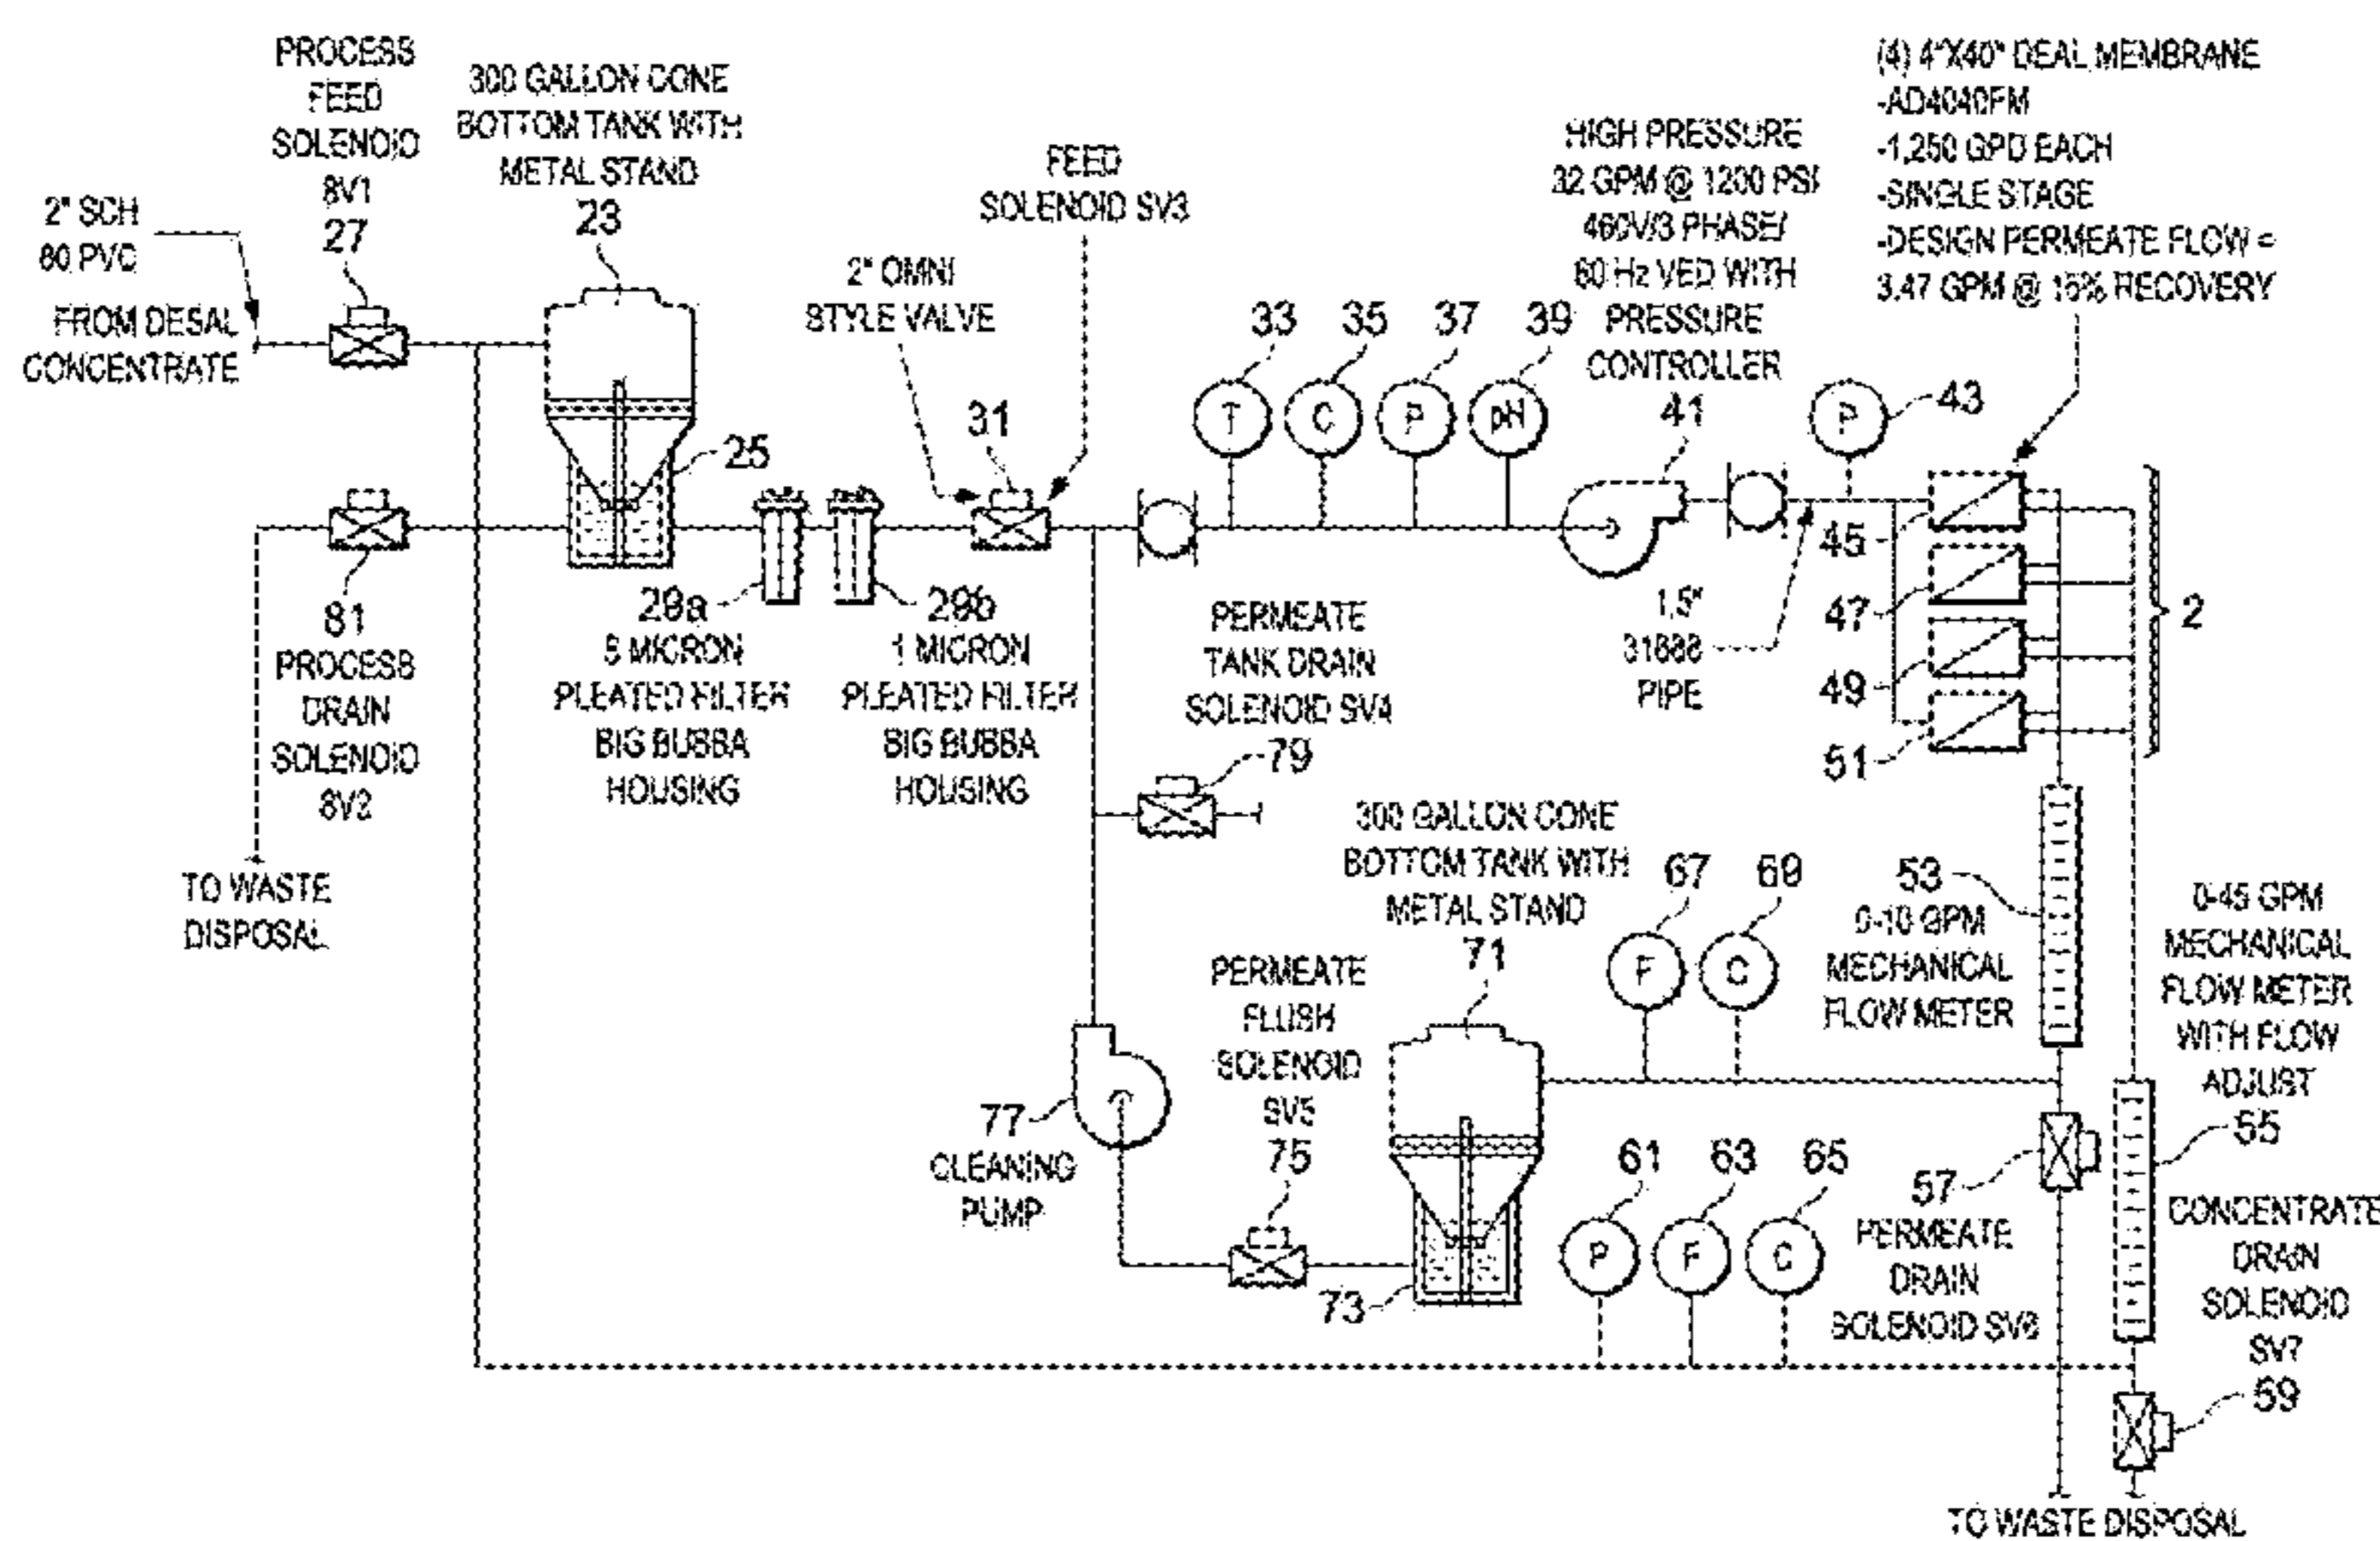 PROCESS
FEED
SOLENOID
8V1
27
2" SCH
80 PVC
FROM DESAL
CONCENTRATE
300 GALLON CONE
BOTTOM TANK WITH
METAL STAND
23
25
FEED
SOLENOID SV3
2" OMNI
STYLE VALVE
31
33
35
37
39
T
C
P
pH
HIGH PRESSURE
32 GPM @ 1200 PSI
460V/3 PHASE/
60 Hz VED WITH
PRESSURE
CONTROLLER
41
P
43
(4) 4"X40" DEAL MEMBRANE
-AD4040FM
-1,250 GPD EACH
-SINGLE STAGE
-DESIGN PERMEATE FLOW =
3.47 GPM @ 15% RECOVERY
45
47
49
51
2
81
PROCESS
DRAIN
SOLENOID
8V2
TO WASTE
DISPOSAL
29a
5 MICRON
PLEATED FILTER
BIG BUBBA
HOUSING
29b
1 MICRON
PLEATED FILTER
BIG BUBBA
HOUSING
PERMEATE
TANK DRAIN
SOLENOID SV4
79
1.5"
PIPE
300 GALLON CONE
BOTTOM TANK WITH
METAL STAND
71
67
69
F
C
53
0-10 GPM
MECHANICAL
FLOW METER
0-45 GPM
MECHANICAL
FLOW METER
WITH FLOW
ADJUST
55
77
CLEANING
PUMP
PERMEATE
FLUSH
SOLENOID
SV5
75
73
61
63
65
P
F
C
57
PERMEATE
DRAIN
SOLENOID SV6
CONCENTRATE
DRAIN
SOLENOID
SV7
59
TO WASTE DISPOSAL